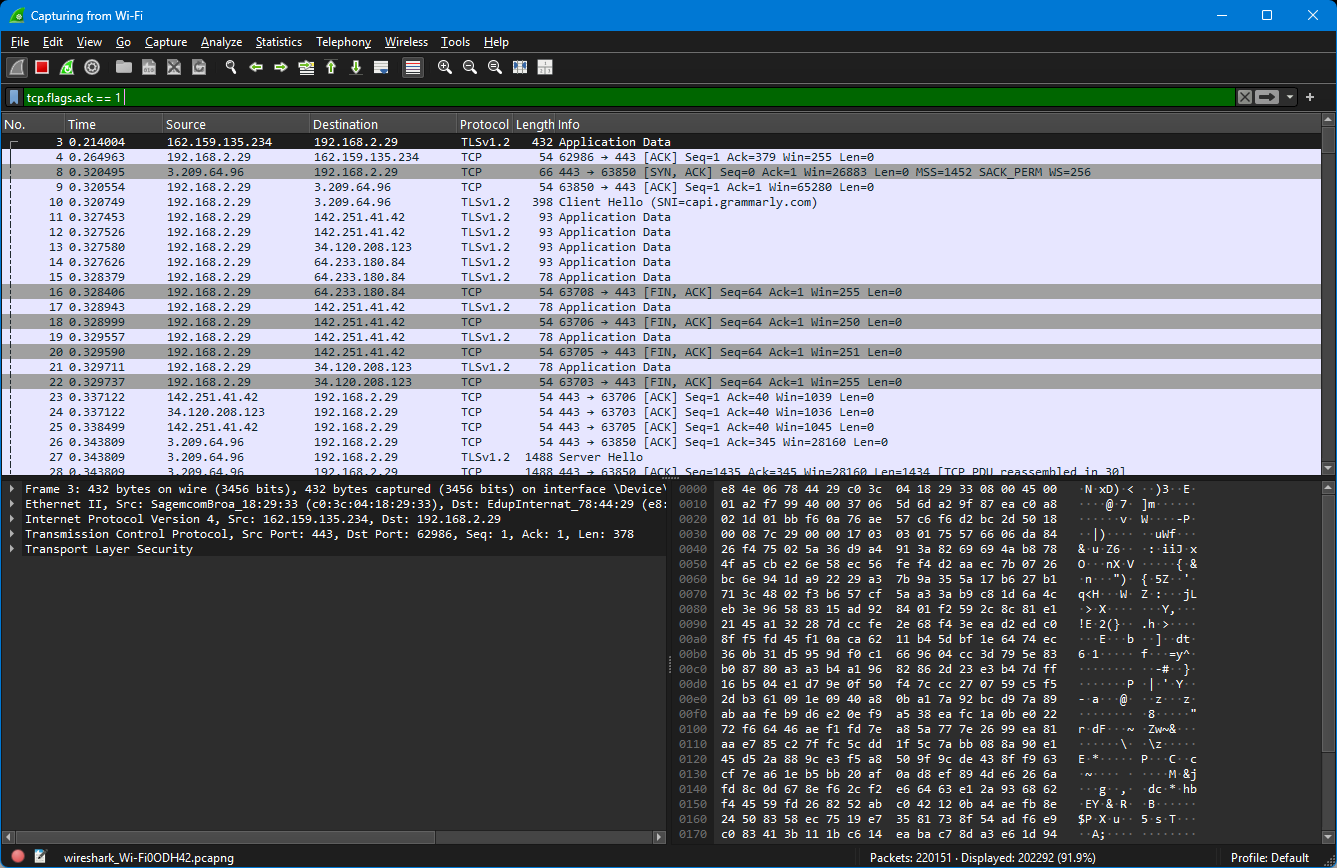 Capturing from Wi-Fi
File Edit View Go Capture Analyze Statistics Telephony Wireless Tools Help
tcp.flags.ack == 1
No. Time Source Destination Protocol Length Info
3 0.214004 162.159.135.234 192.168.2.29 TLSv1.2 432 Application Data
4 0.264963 192.168.2.29 162.159.135.234 TCP 54 62986 → 443 [ACK] Seq=1 Ack=379 Win=255 Len=0
8 0.320495 3.209.64.96 192.168.2.29 TCP 66 443 → 63850 [SYN, ACK] Seq=0 Ack=1 Win=26883 Len=0 MSS=1452 SACK_PERM WS=256
9 0.320554 192.168.2.29 3.209.64.96 TCP 54 63850 → 443 [ACK] Seq=1 Ack=1 Win=65280 Len=0
10 0.320749 192.168.2.29 3.209.64.96 TLSv1.2 398 Client Hello (SNI=capi.grammarly.com)
11 0.327453 192.168.2.29 142.251.41.42 TLSv1.2 93 Application Data
12 0.327526 192.168.2.29 142.251.41.42 TLSv1.2 93 Application Data
13 0.327580 192.168.2.29 34.120.208.123 TLSv1.2 93 Application Data
14 0.327626 192.168.2.29 64.233.180.84 TLSv1.2 93 Application Data
15 0.328379 192.168.2.29 64.233.180.84 TLSv1.2 78 Application Data
16 0.328406 192.168.2.29 64.233.180.84 TCP 54 63708 → 443 [FIN, ACK] Seq=64 Ack=1 Win=255 Len=0
17 0.328943 192.168.2.29 142.251.41.42 TLSv1.2 78 Application Data
18 0.328999 192.168.2.29 142.251.41.42 TCP 54 63706 → 443 [FIN, ACK] Seq=64 Ack=1 Win=250 Len=0
19 0.329557 192.168.2.29 142.251.41.42 TLSv1.2 78 Application Data
20 0.329590 192.168.2.29 142.251.41.42 TCP 54 63705 → 443 [FIN, ACK] Seq=64 Ack=1 Win=251 Len=0
21 0.329711 192.168.2.29 34.120.208.123 TLSv1.2 78 Application Data
22 0.329737 192.168.2.29 34.120.208.123 TCP 54 63703 → 443 [FIN, ACK] Seq=64 Ack=1 Win=255 Len=0
23 0.337122 142.251.41.42 192.168.2.29 TCP 54 443 → 63706 [ACK] Seq=1 Ack=40 Win=1039 Len=0
24 0.337122 34.120.208.123 192.168.2.29 TCP 54 443 → 63703 [ACK] Seq=1 Ack=40 Win=1036 Len=0
25 0.338499 142.251.41.42 192.168.2.29 TCP 54 443 → 63705 [ACK] Seq=1 Ack=40 Win=1045 Len=0
26 0.343809 3.209.64.96 192.168.2.29 TCP 54 443 → 63850 [ACK] Seq=1 Ack=345 Win=28160 Len=0
27 0.343809 3.209.64.96 192.168.2.29 TLSv1.2 1488 Server Hello
28 0.343809 3.209.64.96 192.168.2.29 TCP 1488 443 → 63850 [ACK] Seq=1435 Ack=345 Win=28160 Len=1434 [TCP PDU reassembled in 30]
Frame 3: 432 bytes on wire (3456 bits), 432 bytes captured (3456 bits) on interface \Device\
Ethernet II, Src: SagemcomBroa_18:29:33 (c0:3c:04:18:29:33), Dst: EdupInternat_78:44:29 (e8:
Internet Protocol Version 4, Src: 162.159.135.234, Dst: 192.168.2.29
Transmission Control Protocol, Src Port: 443, Dst Port: 62986, Seq: 1, Ack: 1, Len: 378
Transport Layer Security
0000 e8 4e 06 78 44 29 c0 3c 04 18 29 33 08 00 45 00 ·N·xD)·< ··)3··E·
0010 01 a2 f7 99 40 00 37 06 5d 6d a2 9f 87 ea c0 a8 ····@·7· ]m······
0020 02 1d 01 bb f6 0a 76 ae 57 c6 f6 d2 bc 2d 50 18 ······v· W····-P·
0030 00 08 7c 29 00 00 17 03 03 01 75 57 66 06 da 84 ··|)···· ··uWf···
0040 26 f4 75 02 5a 36 d9 a4 91 3a 82 69 69 4a b8 78 &·u·Z6·· ·:·iiJ·x
0050 4f a5 cb e2 6e 58 ec 56 fe f4 d2 aa ec 7b 07 26 O···nX·V ·····{·&
0060 bc 6e 94 1d a9 22 29 a3 7b 9a 35 5a 17 b6 27 b1 ·n···")· {·5Z··'·
0070 71 3c 48 02 f3 b6 57 cf 5a a3 3a b9 c8 1d 6a 4c q<H···W· Z·:···jL
0080 eb 3e 96 58 83 15 ad 92 84 01 f2 59 2c 8c 81 e1 ·>·X···· ···Y,···
0090 21 45 a1 32 28 7d cc fe 2e 68 f4 3e ea d2 ed c0 !E·2(}·· .h·>····
00a0 8f f5 fd 45 f1 0a ca 62 11 b4 5d bf 1e 64 74 ec ···E···b ··]··dt·
00b0 36 0b 31 d5 95 9d f0 c1 66 96 04 cc 3d 79 5e 83 6·1····· f···=y^·
00c0 b0 87 80 a3 a3 b4 a1 96 82 86 2d 23 e3 b4 7d ff ········ ··-#··}·
00d0 16 b5 04 e1 d7 9e 0f 50 f4 7c cc 27 07 59 c5 f5 ·······P ·|·'·Y··
00e0 2d b3 61 09 1e 09 40 a8 0b a1 7a 92 bc d9 7a 89 -·a···@· ··z···z·
00f0 ab aa fe b9 d6 e2 0e f9 a5 38 ea fc 1a 0b e0 22 ········ ·8·····"
0100 72 f6 64 46 ae f1 fd 7e a8 5a 77 7e 26 99 ea 81 r·dF···~ ·Zw~&···
0110 aa e7 85 c2 7f fc 5c dd 1f 5c 7a bb 08 8a 90 e1 ······\· ·\z·····
0120 45 d5 2a 88 9c e3 f5 a8 50 9f 9c de 43 8f f9 63 E·*····· P···C··c
0130 cf 7e a6 1e b5 bb 20 af 0a d8 ef 89 4d e6 26 6a ·~···· · ····M·&j
0140 fd 8c 0d 67 8e f6 2c f2 e6 64 63 e1 2a 93 68 62 ···g··,· ·dc·*·hb
0150 f4 45 59 fd 26 82 52 ab c0 42 12 0b a4 ae fb 8e ·EY·&·R· ·B······
0160 24 50 83 58 ec 75 19 e7 35 81 73 8f 54 ad f6 e9 $P·X·u·· 5·s·T···
0170 c0 83 41 3b 11 1b c6 14 ea ba c7 8d a3 e6 1d 94 ··A;···· ········
wireshark_Wi-Fi0ODH42.pcapng Packets: 220151 · Displayed: 202292 (91.9%) Profile: Default